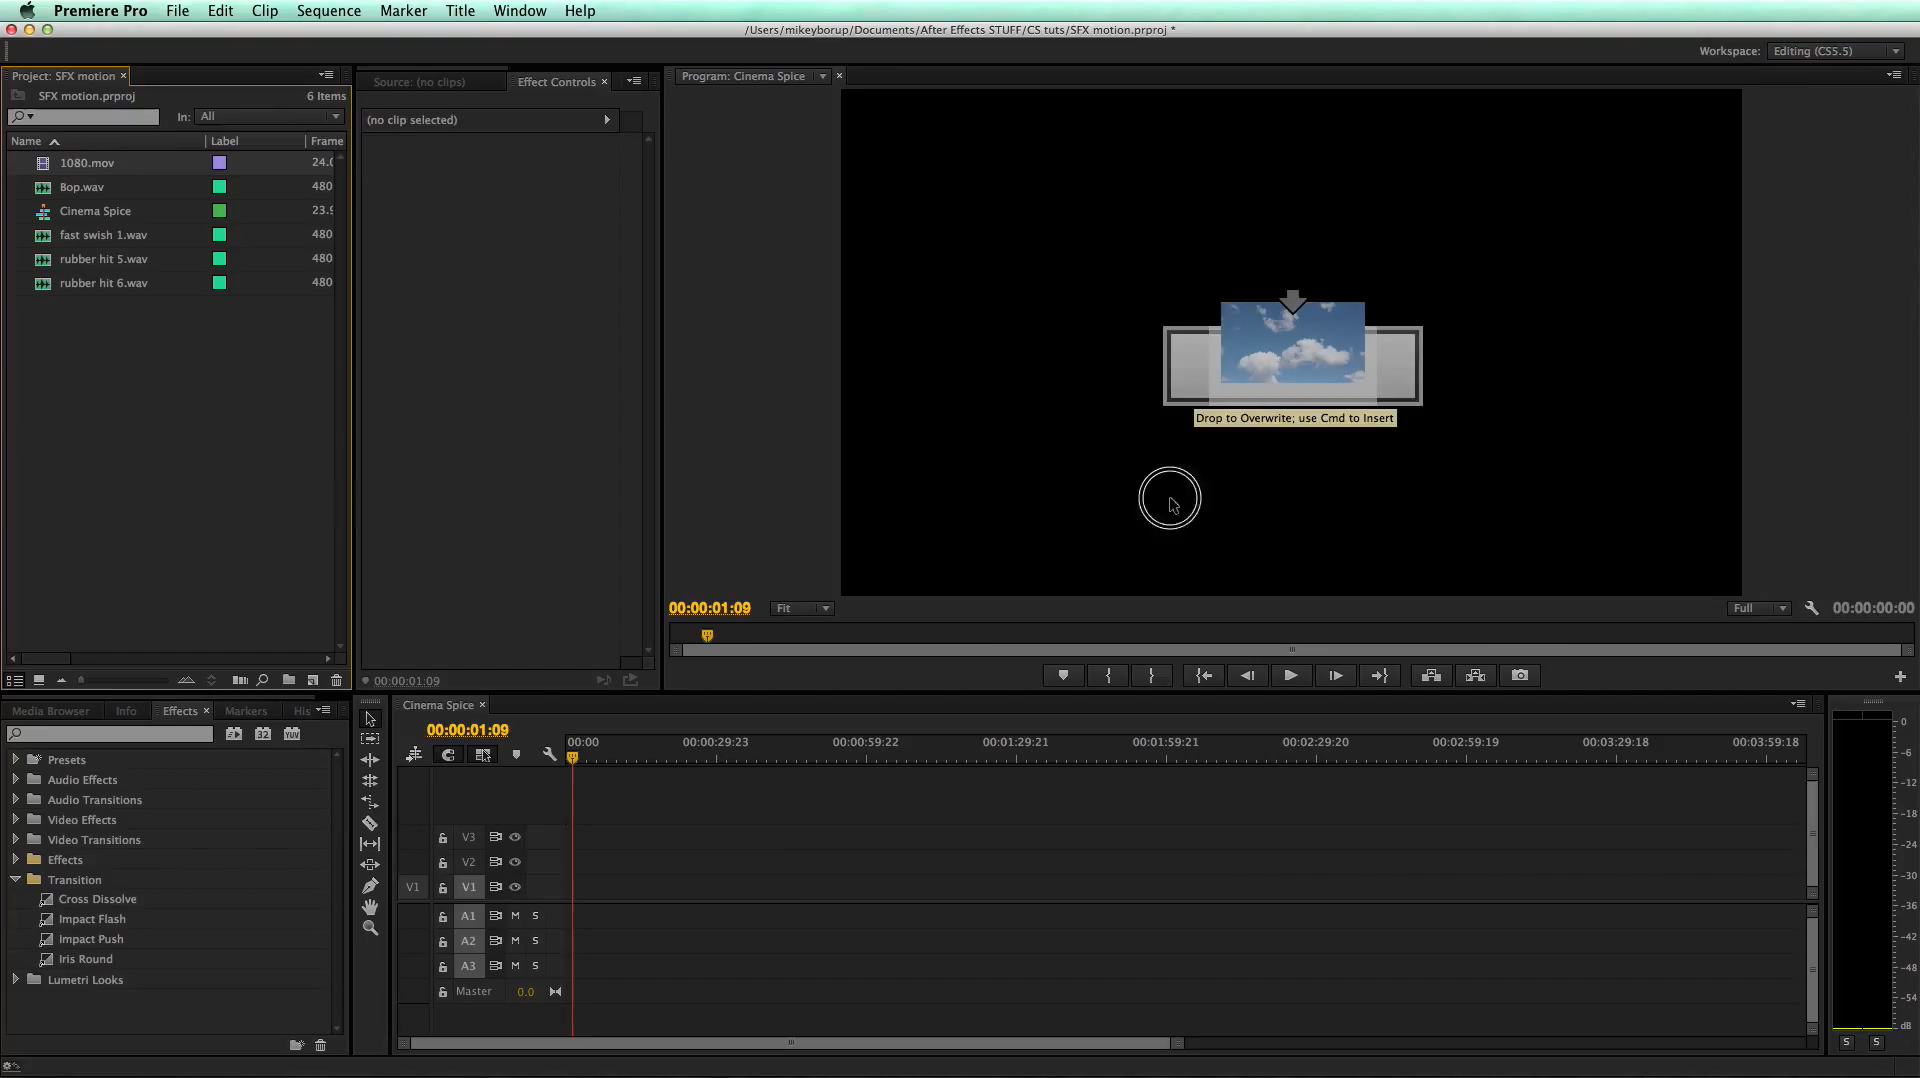 Premiere Pro File Edit Clip Sequence Marker Title Window Help
/Users/mikeyborup/Documents/After Effects STUFF/CS tuts/SFX motion.prproj *
Workspace: Editing (CS5.5)
Project: SFX motion
SFX motion.prproj 6 Items
In: All
Name Label Frame
1080.mov 24.0
Bop.wav 480
Cinema Spice 23.9
fast swish 1.wav 480
rubber hit 5.wav 480
rubber hit 6.wav 480
Source: (no clips) Effect Controls
(no clip selected)
00:00:01:09
Program: Cinema Spice
Drop to Overwrite; use Cmd to Insert
00:00:01:09 Fit Full 00:00:00:00
Media Browser Info Effects Markers His
32 YUV
Presets
Audio Effects
Audio Transitions
Video Effects
Video Transitions
Effects
Transition
Cross Dissolve
Impact Flash
Impact Push
Iris Round
Lumetri Looks
Cinema Spice
00:00:01:09
00:00 00:00:29:23 00:00:59:22 00:01:29:21 00:01:59:21 00:02:29:20 00:02:59:19 00:03:29:18 00:03:59:18
V3
V2
V1 V1
A1 M S
A2 M S
A3 M S
Master 0.0
0
-6
-12
-18
-24
-30
-36
-42
-48
-54
dB
S S